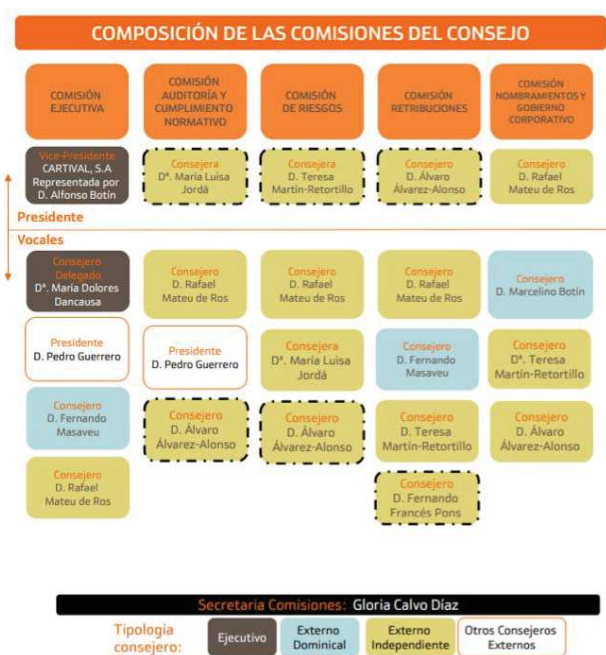 COMPOSICIÓN DE LAS COMISIONES DEL CONSEJO
COMISIÓN
EJECUTIVA
COMISIÓN
AUDITORÍA Y
CUMPLIMIENTO
NORMATIVO
COMISIÓN
DE RIESGOS
COMISIÓN
RETRIBUCIONES
COMISIÓN
NOMBRAMIENTOS Y
GOBIERNO
CORPORATIVO
Vice-Presidente
CARTIVAL, S.A
Representada por
D. Alfonso Botín
Consejera
Dª. María Luisa
Jordá
Consejera
D. Teresa
Martín-Retortillo
Consejero
D. Álvaro
Álvarez-Alonso
Consejero
D. Rafael
Mateu de Ros
Presidente
Vocales
Consejero
Delegado
Dª. María Dolores
Dancausa
Consejero
D. Rafael
Mateu de Ros
Consejero
D. Rafael
Mateu de Ros
Consejero
D. Rafael
Mateu de Ros
Consejero
D. Marcelino Botín
Presidente
D. Pedro Guerrero
Presidente
D. Pedro Guerrero
Consejera
Dª. María Luisa
Jordá
Consejero
D. Fernando
Masaveu
Consejero
Dª. Teresa
Martín-Retortillo
Consejero
D. Fernando
Masaveu
Consejero
D. Álvaro
Álvarez-Alonso
Consejero
D. Álvaro
Álvarez-Alonso
Consejero
D. Teresa
Martín-Retortillo
Consejero
D. Álvaro
Álvarez-Alonso
Consejero
D. Rafael
Mateu de Ros
Consejero
D. Fernando
Francés Pons
Secretaria Comisiones: Gloria Calvo Díaz
Tipología
consejero:
Ejecutivo
Externo
Dominical
Externo
Independiente
Otros Consejeros
Externos